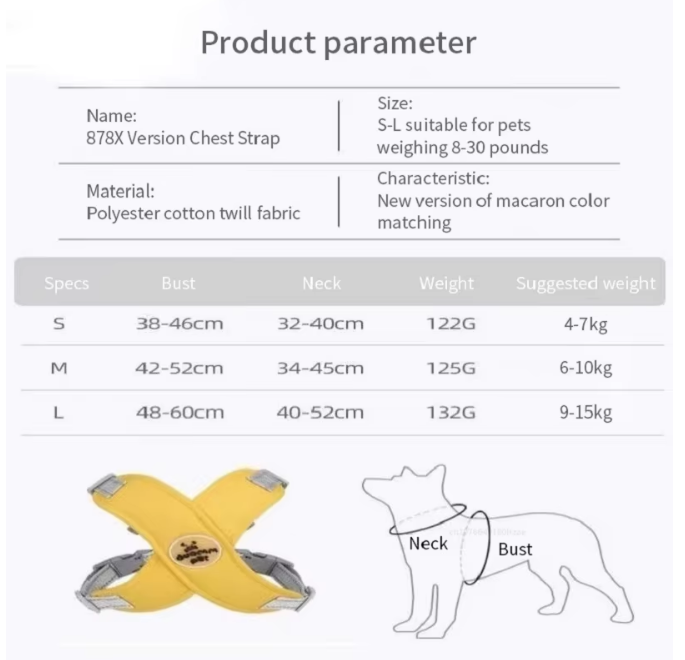 Product parameter
Name:
878X Version Chest Strap
Size:
S-L suitable for pets
weighing 8-30 pounds
Material:
Polyester cotton twill fabric
Characteristic:
New version of macaron color
matching
Specs Bust Neck Weight Suggested weight
S 38-46cm 32-40cm 122G 4-7kg
M 42-52cm 34-45cm 125G 6-10kg
L 48-60cm 40-52cm 132G 9-15kg
Neck
Bust